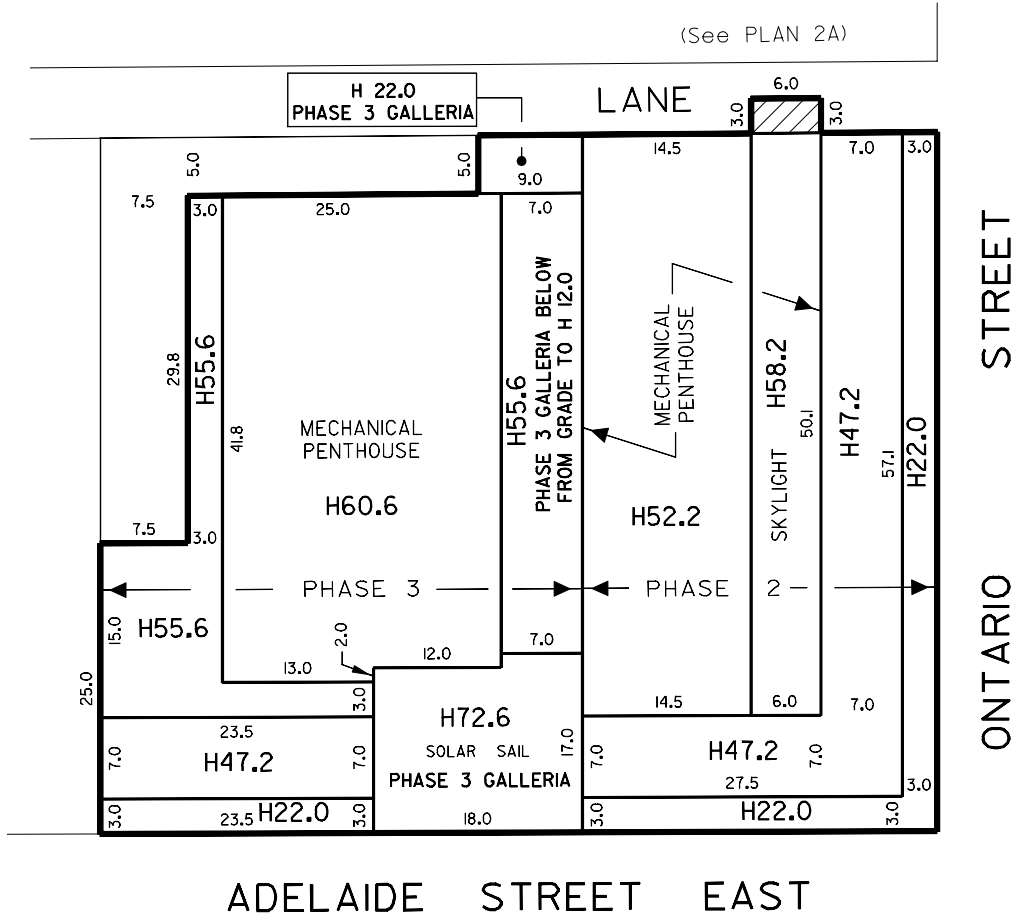 (See PLAN 2A)
H 22.0
PHASE 3 GALLERIA
LANE
6.0
3.0
3.0
5.0
5.0
9.0
14.5
7.0
3.0
7.5
3.0
25.0
7.0
29.8
H55.6
41.8
MECHANICAL
PENTHOUSE
H60.6
H55.6
PHASE 3 GALLERIA BELOW
FROM GRADE TO H 12.0
MECHANICAL
PENTHOUSE
H52.2
SKYLIGHT
H58.2
50.1
H47.2
57.1
H22.0
STREET
7.5
3.0
PHASE 3
PHASE 2
15.0
H55.6
25.0
2.0
13.0
12.0
7.0
3.0
23.5
7.0
H47.2
7.0
H72.6
SOLAR SAIL
PHASE 3 GALLERIA
17.0
14.5
6.0
7.0
7.0
H47.2
7.0
27.5
3.0
3.0
23.5
H22.0
3.0
18.0
3.0
H22.0
3.0
ONTARIO
ADELAIDE STREET EAST